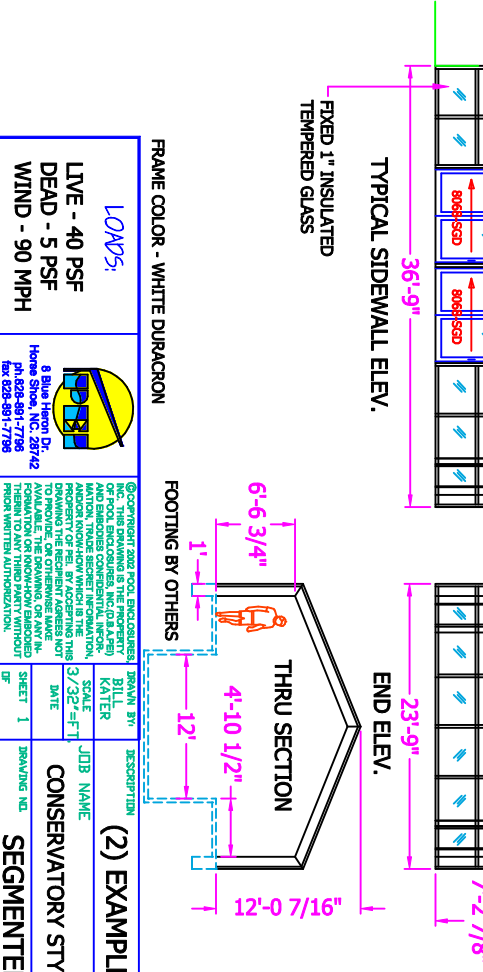 8068-SGD
8068-SGD
36'-9"
23'-9"
FIXED 1" INSULATED
TEMPERED GLASS
TYPICAL SIDEWALL ELEV.
END ELEV.
THRU SECTION
6'-6 3/4"
1'
4'-10 1/2"
12'
12'-0 7/16"
FRAME COLOR - WHITE DURACRON
FOOTING BY OTHERS
LOADS:
LIVE - 40 PSF
DEAD - 5 PSF
WIND - 90 MPH
PEI
8 Blue Heron Dr.
Horse Shoe, NC. 28742
ph.828-891-7796
fax 828-891-7796
©COPYRIGHT 2002 POOL ENCLOSURES,
INC. THIS DRAWING IS THE PROPERTY
OF POOL ENCLOSURES, INC.(D.B.A.PEI)
AND EMBODIES CONFIDENTIAL INFOR-
MATION, TRADE SECRET INFORMATION,
AND/OR KNOW-HOW WHICH IS THE
PROPERTY OF PEI. BY ACCEPTING THIS
DRAWING THE RECIPIENT AGREES NOT
TO PROVIDE, OR OTHERWISE MAKE
AVAILABLE, THE DRAWING, OR ANY IN-
FORMATION OR KNOW-HOW EMBODIED
THEREIN TO ANY THIRD PARTY WITHOUT
PRIOR WRITTEN AUTHORIZATION.
DRAWN BY:
BILL
KATER
SCALE
3/32"=FT.
DATE
SHEET 1
OF
DESCRIPTION
(2) EXAMPL
JOB NAME
CONSERVATORY STY
DRAWING NO.
SEGMENTE